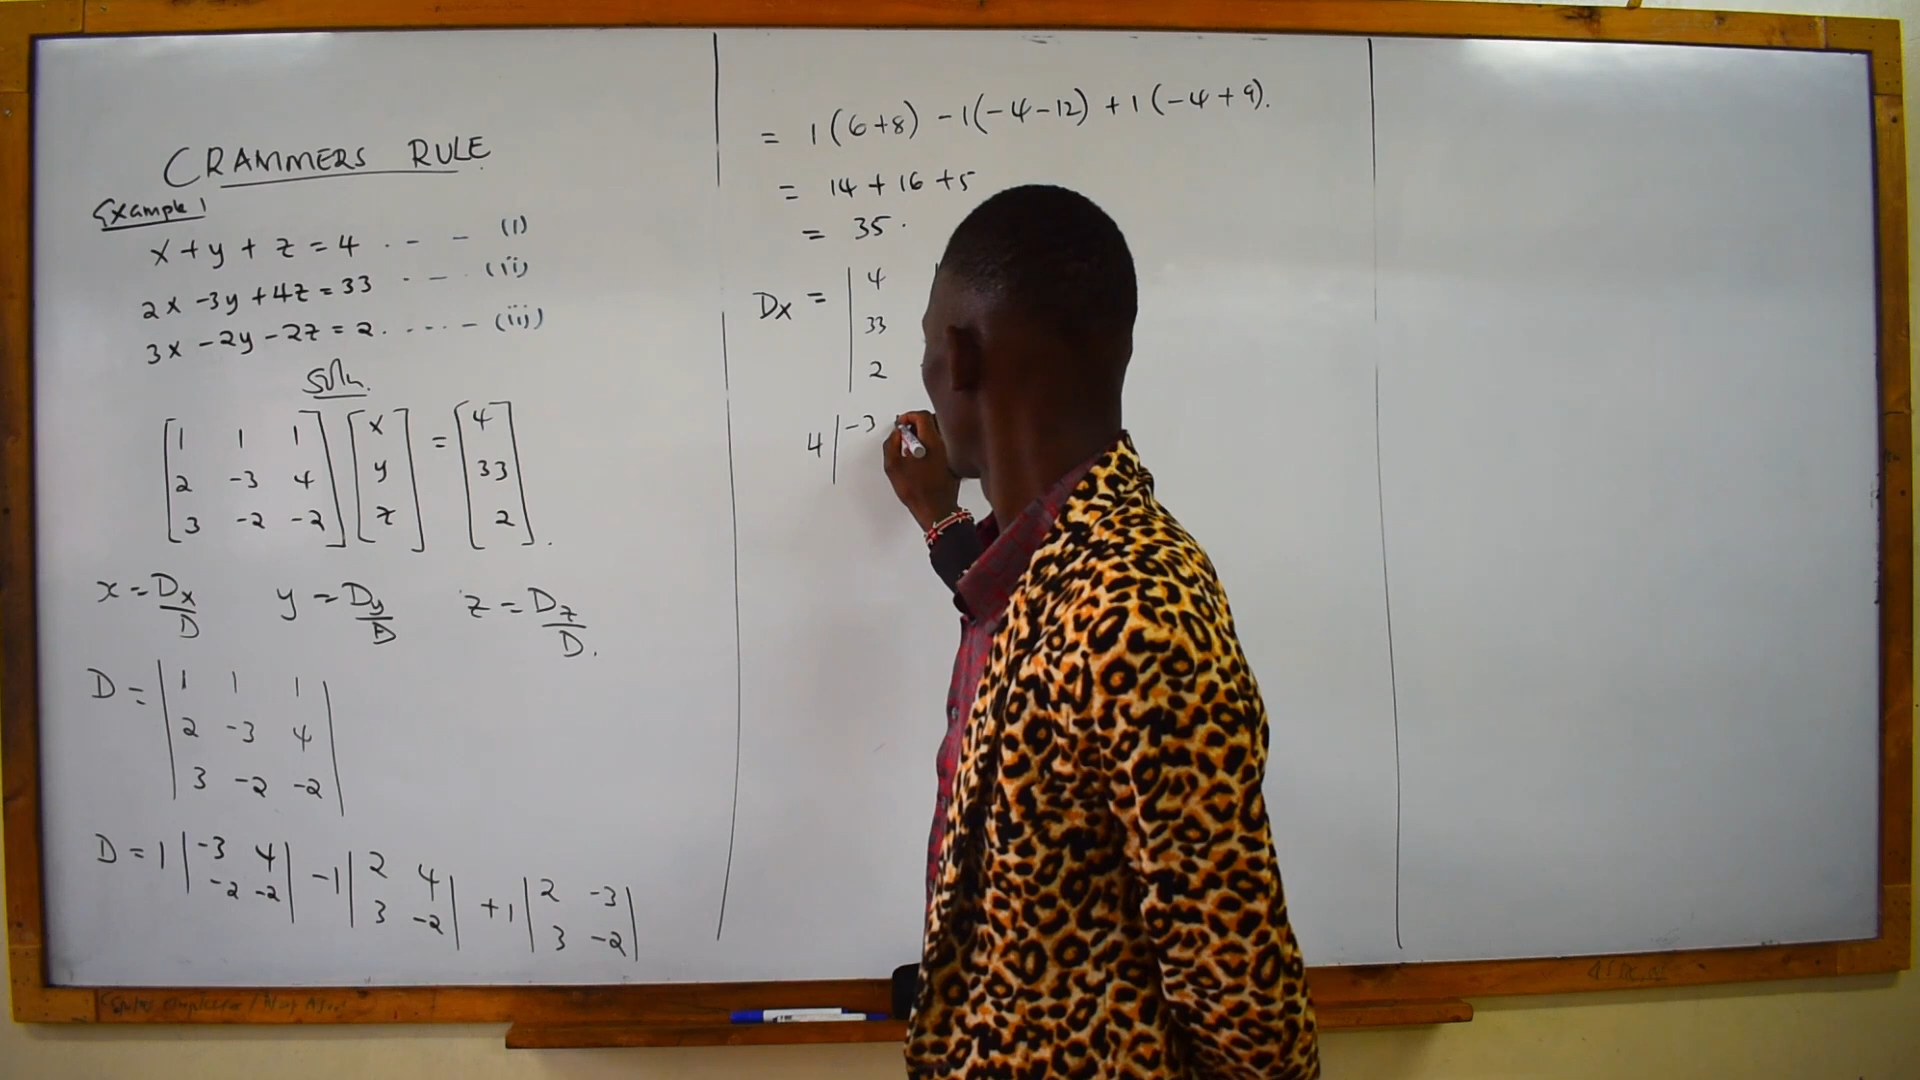 CRAMMERS RULE
Example 1
x + y + z = 4 . - - (i)
2x - 3y + 4z = 33 . - - . (ii)
3x - 2y - 2z = 2 . . . . - (iii)
Soln.
[1 1 1] [x] = [4]
[2 -3 4] [y] [33]
[3 -2 -2] [z] [2] .
x = Dx/D y = Dy/D z = Dz/D.
D = | 1 1 1 |
| 2 -3 4 |
| 3 -2 -2 |
D = 1 | -3 4 | - 1 | 2 4 | + 1 | 2 -3 |
| -2 -2 | | 3 -2 | | 3 -2 |
= 1(6+8) - 1(-4-12) + 1(-4+9).
= 14 + 16 + 5
= 35 .
Dx = | 4
| 33
| 2
4 | -3